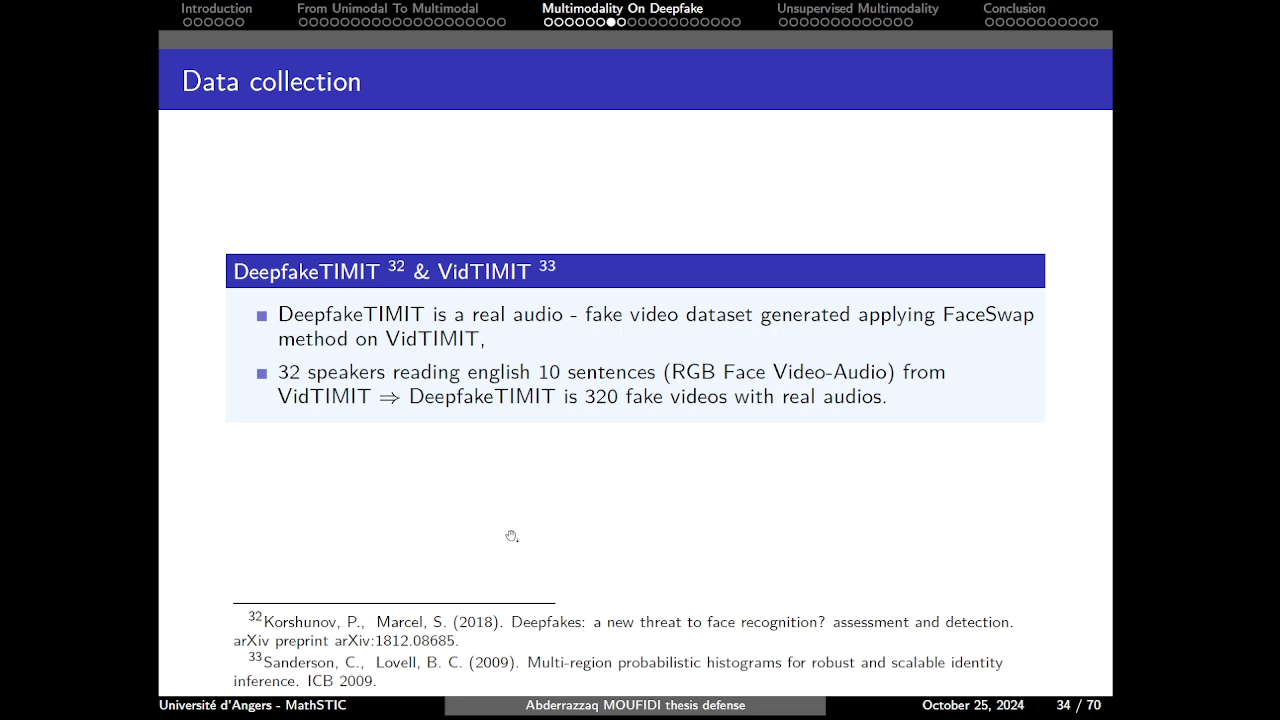 Introduction From Unimodal To Multimodal Multimodality On Deepfake Unsupervised Multimodality Conclusion
Data collection
DeepfakeTIMIT 32 & VidTIMIT 33
DeepfakeTIMIT is a real audio - fake video dataset generated applying FaceSwap
method on VidTIMIT,
32 speakers reading english 10 sentences (RGB Face Video-Audio) from
VidTIMIT ⇒ DeepfakeTIMIT is 320 fake videos with real audios.
32Korshunov, P., Marcel, S. (2018). Deepfakes: a new threat to face recognition? assessment and detection.
arXiv preprint arXiv:1812.08685.
33Sanderson, C., Lovell, B. C. (2009). Multi-region probabilistic histograms for robust and scalable identity
inference. ICB 2009.
Université d'Angers - MathSTIC Abderrazzaq MOUFIDI thesis defense October 25, 2024 34 / 70